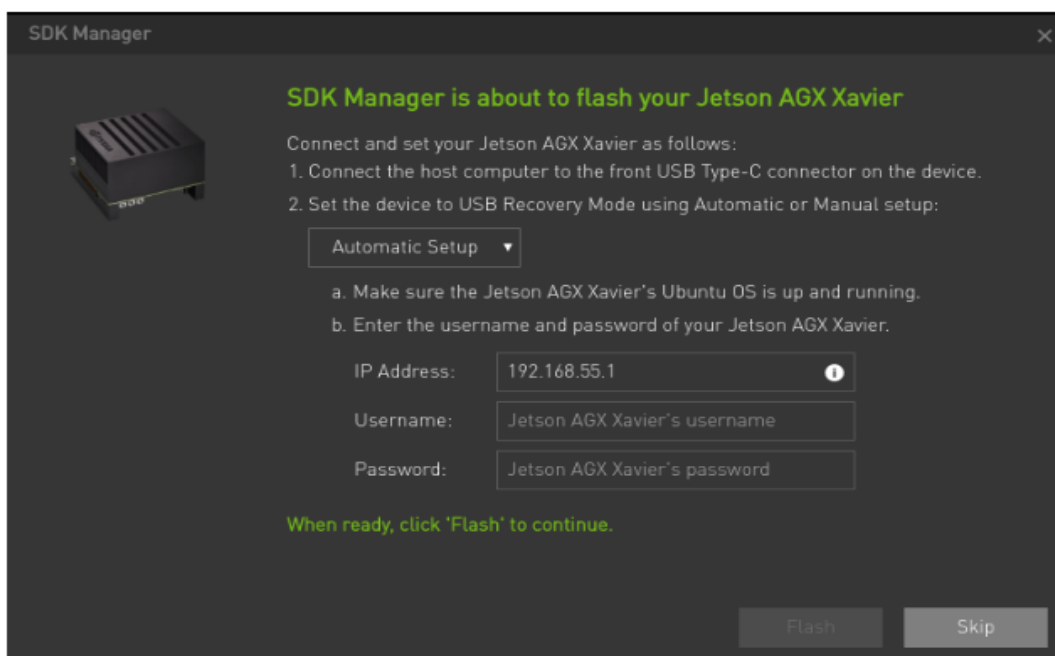 SDK Manager
SDK Manager is about to flash your Jetson AGX Xavier
Connect and set your Jetson AGX Xavier as follows:
1. Connect the host computer to the front USB Type-C connector on the device.
2. Set the device to USB Recovery Mode using Automatic or Manual setup:
Automatic Setup
a. Make sure the Jetson AGX Xavier's Ubuntu OS is up and running.
b. Enter the username and password of your Jetson AGX Xavier.
IP Address: 192.168.55.1
Username: Jetson AGX Xavier's username
Password: Jetson AGX Xavier's password
When ready, click 'Flash' to continue.
Flash Skip